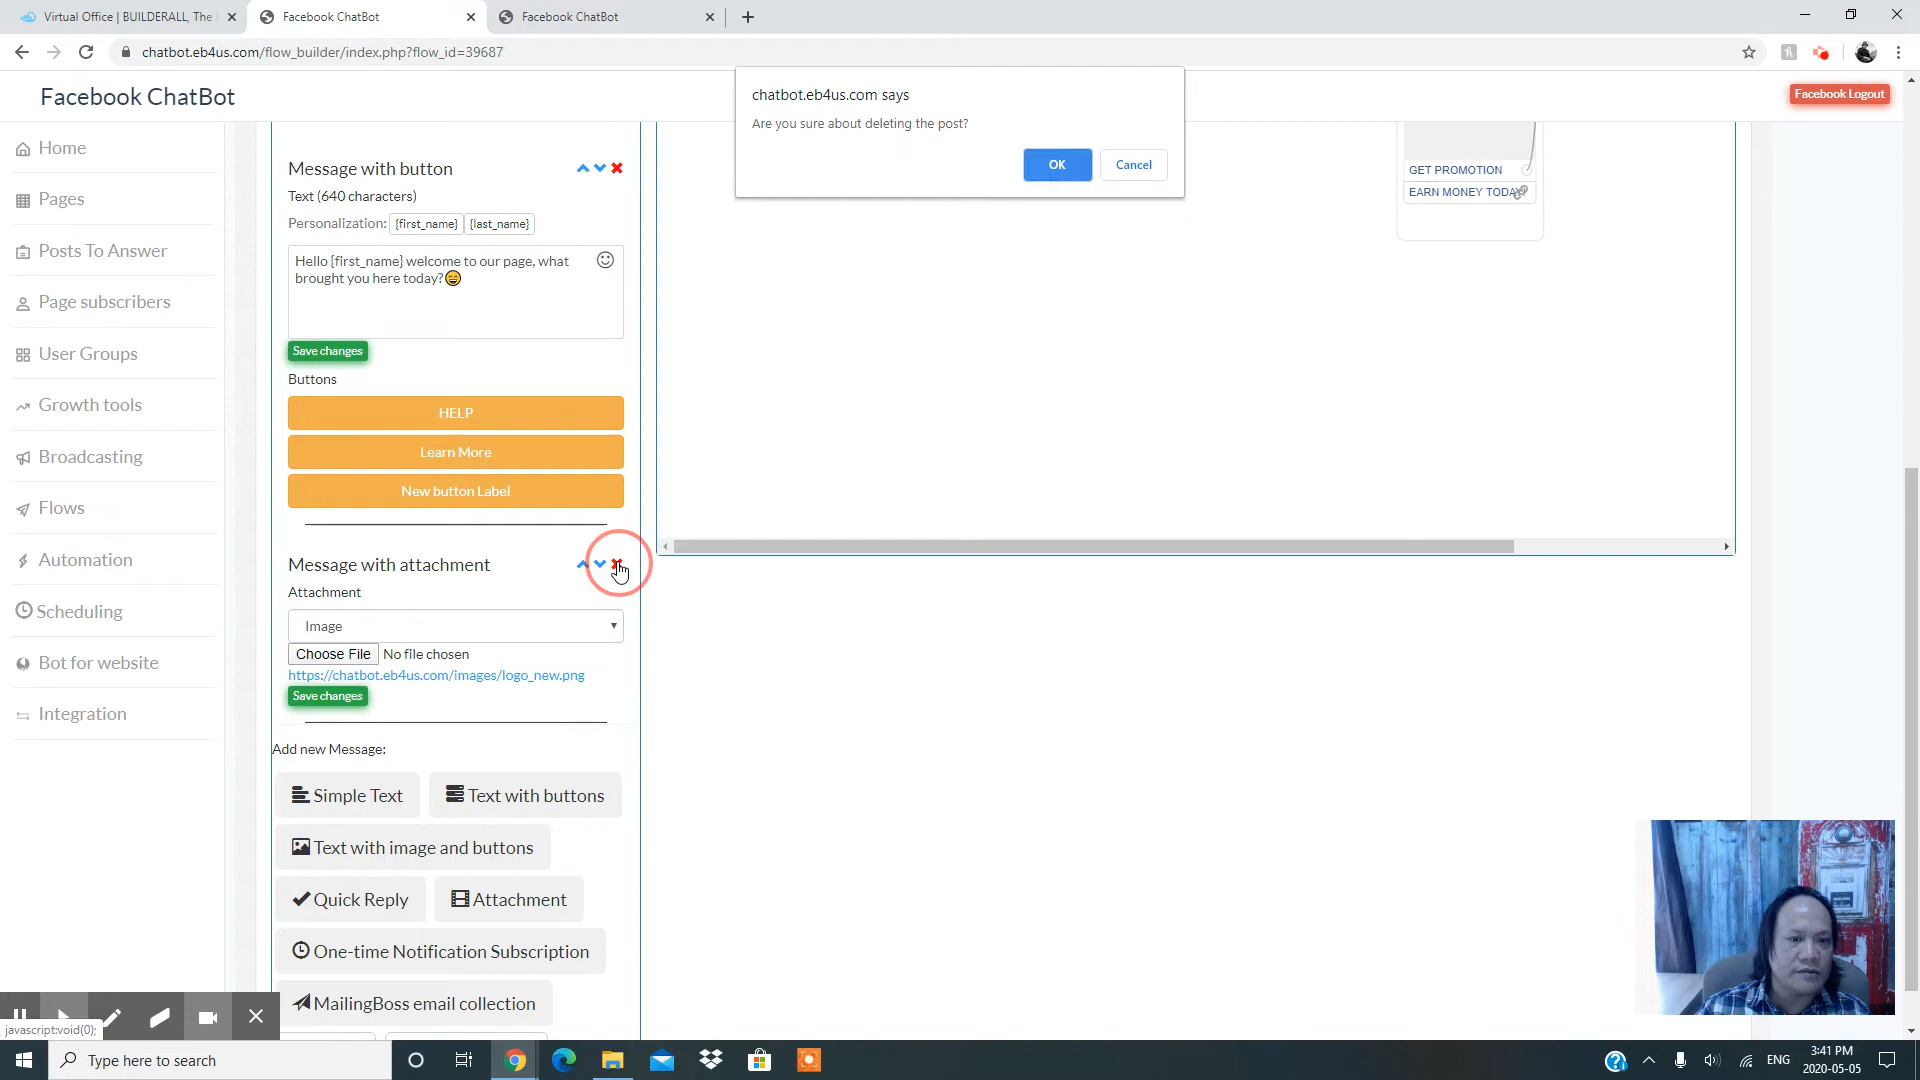 Virtual Office | BUILDERALL, The
Facebook ChatBot
Facebook ChatBot
chatbot.eb4us.com/flow_builder/index.php?flow_id=39687
Facebook ChatBot
Facebook Logout
chatbot.eb4us.com says
Are you sure about deleting the post?
OK
Cancel
Home
Pages
Posts To Answer
Page subscribers
User Groups
Growth tools
Broadcasting
Flows
Automation
Scheduling
Bot for website
Integration
Message with button
Text (640 characters)
Personalization: {first_name} {last_name}
Hello {first_name} welcome to our page, what
brought you here today?😄
Save changes
Buttons
HELP
Learn More
New button Label
Message with attachment
Attachment
Image
Choose File No file chosen
https://chatbot.eb4us.com/images/logo_new.png
Save changes
Add new Message:
Simple Text
Text with buttons
Text with image and buttons
Quick Reply
Attachment
One-time Notification Subscription
MailingBoss email collection
GET PROMOTION
EARN MONEY TODAY
javascript:void(0);
Type here to search
ENG
3:41 PM
2020-05-05